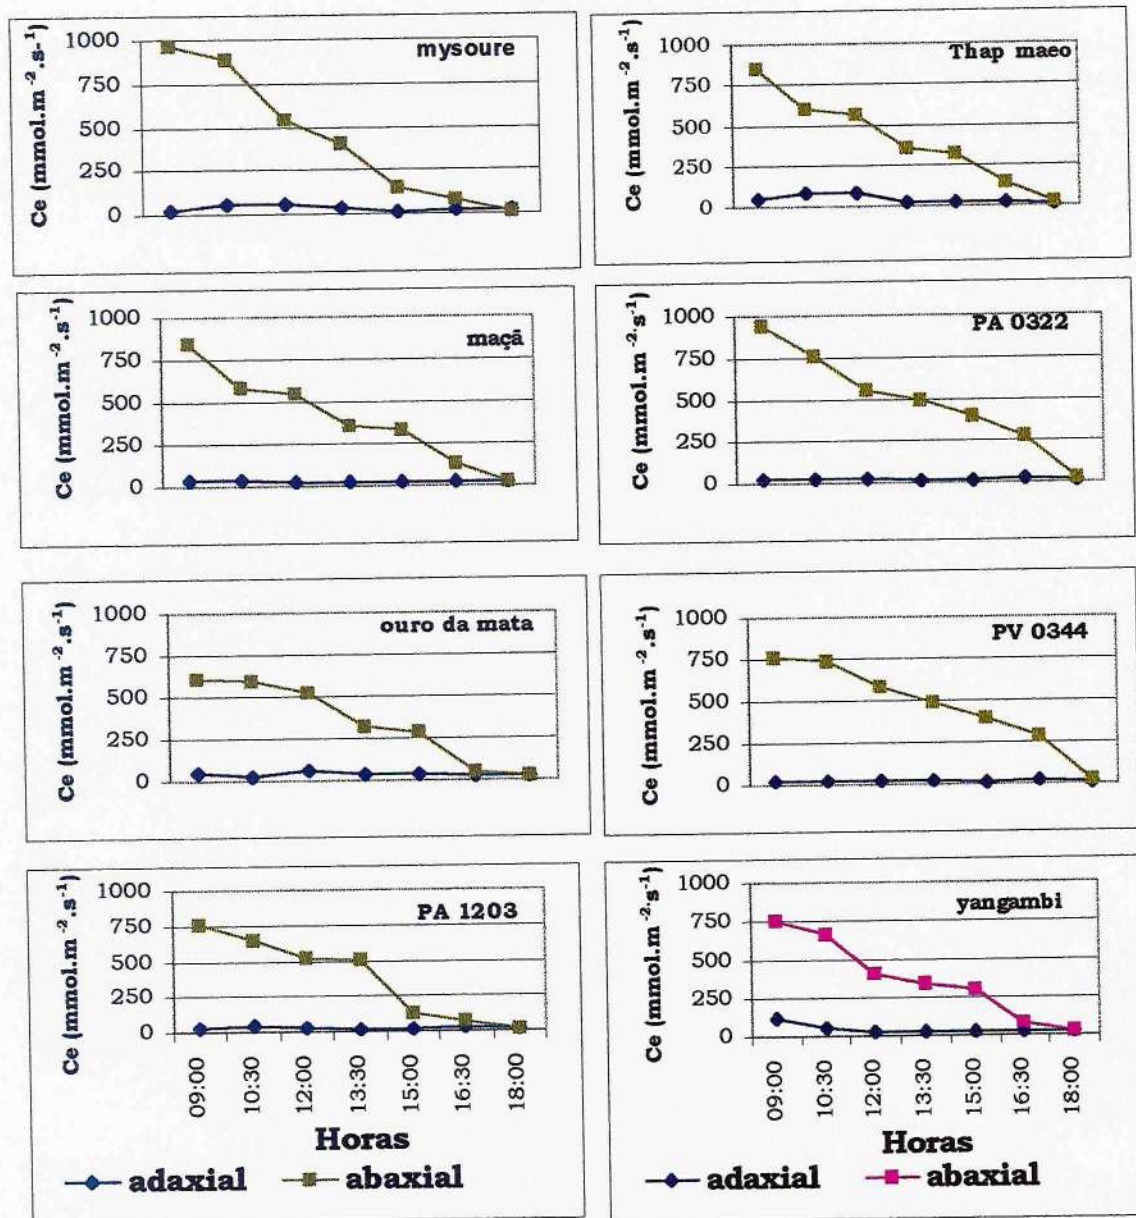 mysoure
Ce (mmol.m⁻².s⁻¹)
1000
750
500
250
0
Thap maeo
Ce (mmol.m⁻².s⁻¹)
1000
750
500
250
0
maçã
Ce (mmol.m⁻².s⁻¹)
1000
750
500
250
0
PA 0322
Ce (mmol.m⁻²·s⁻¹)
1000
750
500
250
0
ouro da mata
Ce (mmol.m⁻².s⁻¹)
1000
750
500
250
0
PV 0344
Ce (mmol.m⁻².s⁻¹)
1000
750
500
250
0
PA 1203
Ce (mmol.m⁻².s⁻¹)
1000
750
500
250
0
09:00 10:30 12:00 13:30 15:00 16:30 18:00
Horas
adaxial abaxial
yangambi
Ce (mmol.m⁻²·s⁻¹)
1000
750
500
250
0
09:00 10:30 12:00 13:30 15:00 16:30 18:00
Horas
adaxial abaxial